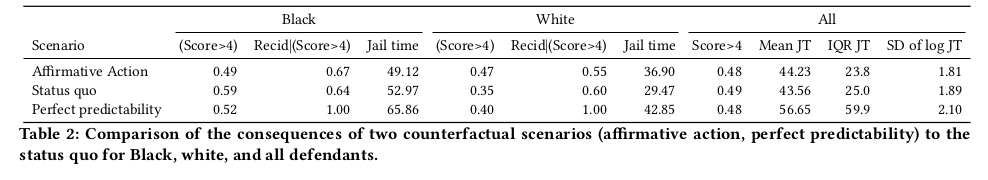 Black White All
Scenario (Score>4) Recid|(Score>4) Jail time (Score>4) Recid|(Score>4) Jail time Score>4 Mean JT IQR JT SD of log JT
Affirmative Action 0.49 0.67 49.12 0.47 0.55 36.90 0.48 44.23 23.8 1.81
Status quo 0.59 0.64 52.97 0.35 0.60 29.47 0.49 43.56 25.0 1.89
Perfect predictability 0.52 1.00 65.86 0.40 1.00 42.85 0.48 56.65 59.9 2.10
Table 2: Comparison of the consequences of two counterfactual scenarios (affirmative action, perfect predictability) to the
status quo for Black, white, and all defendants.